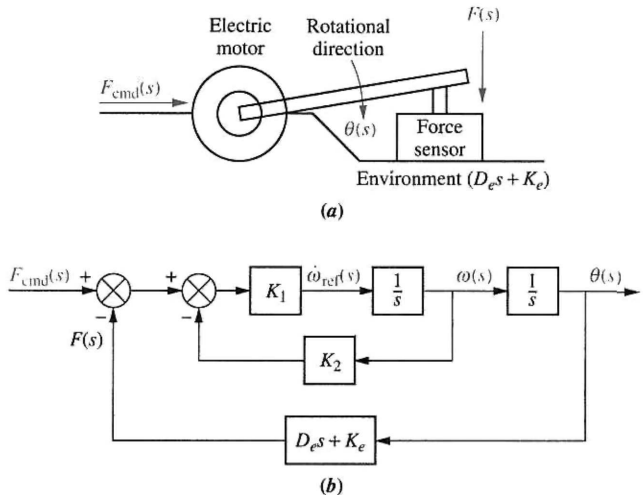 Electric
motor
Rotational
direction
F(s)
F_cmd(s)
θ(s)
Force
sensor
Environment (D_e s + K_e)
(a)
F_cmd(s)
+
−
+
−
K_1
ω̇_ref(s)
1/s
ω(s)
1/s
θ(s)
F(s)
K_2
D_e s + K_e
(b)